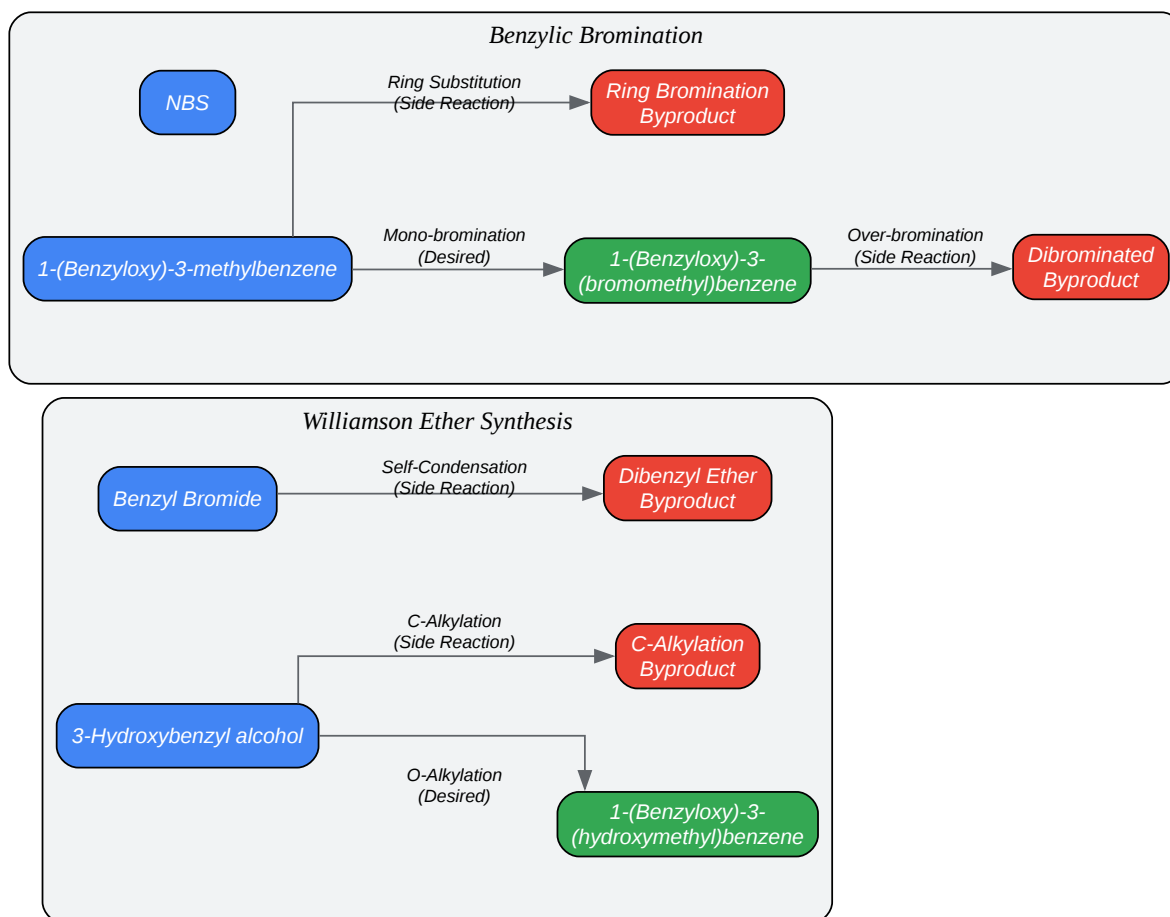 Benzylic Bromination
NBS
Ring Substitution
(Side Reaction)
Ring Bromination
Byproduct
1-(Benzyloxy)-3-methylbenzene
Mono-bromination
(Desired)
1-(Benzyloxy)-3-
(bromomethyl)benzene
Over-bromination
(Side Reaction)
Dibrominated
Byproduct
Williamson Ether Synthesis
Benzyl Bromide
Self-Condensation
(Side Reaction)
Dibenzyl Ether
Byproduct
C-Alkylation
(Side Reaction)
C-Alkylation
Byproduct
3-Hydroxybenzyl alcohol
O-Alkylation
(Desired)
1-(Benzyloxy)-3-
(hydroxymethyl)benzene